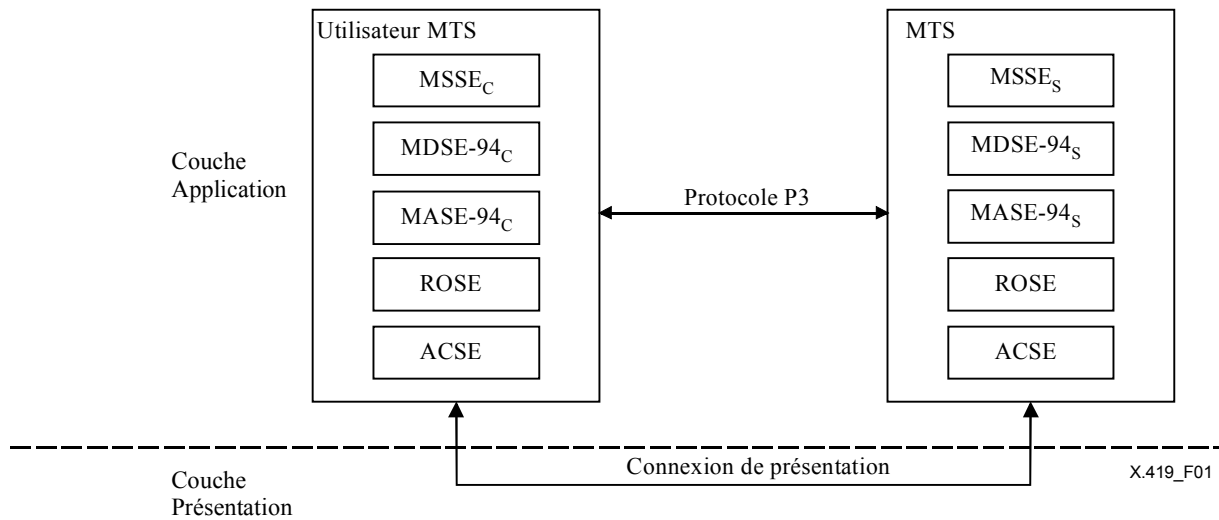 Utilisateur MTS
MTS
MSSE_C
MSSE_S
MDSE-94_C
MDSE-94_S
Couche
Application
Protocole P3
MASE-94_C
MASE-94_S
ROSE
ROSE
ACSE
ACSE
Connexion de présentation
X.419_F01
Couche
Présentation